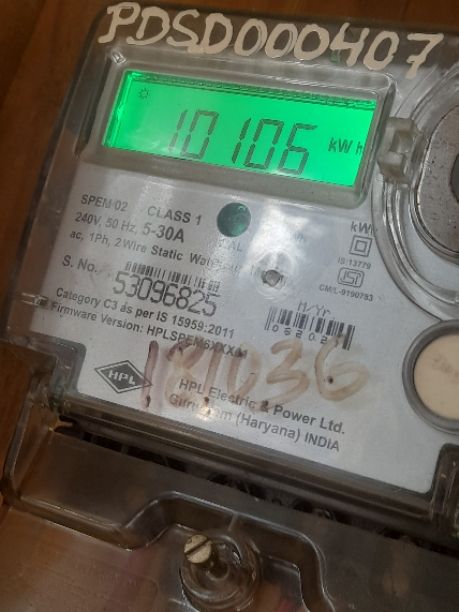 PDSD000407
10106 kWh
SPEM 02 CLASS 1
240V, 50 Hz, 5-30A
ac, 1Ph, 2 Wire Static
kWh
IS:13779
CM/L-9190783
S. No.
53096825
M/Yr
Category C3 as per IS 15959:2011
Firmware Version:
181036
HPL
HPL Electric & Power Ltd.
Gurugram (Haryana) INDIA